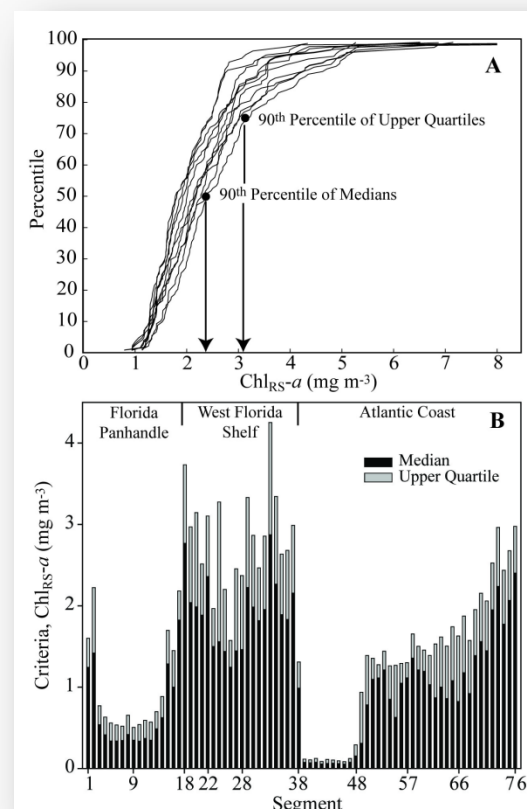 A
100
90
80
70
60
50
40
30
20
10
0
Percentile
90th Percentile of Upper Quartiles
90th Percentile of Medians
0 1 2 3 4 5 6 7 8
ChlRS-a (mg m-3)
B
Florida Panhandle
West Florida Shelf
Atlantic Coast
Median
Upper Quartile
4
3
2
1
0
Criteria, ChlRS-a (mg m-3)
1 9 18 22 28 38 48 57 66 76
Segment